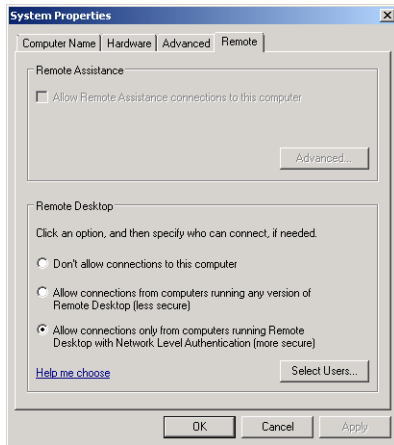 System Properties
Computer Name Hardware Advanced Remote
Remote Assistance
Allow Remote Assistance connections to this computer
Advanced...
Remote Desktop
Click an option, and then specify who can connect, if needed.
Don't allow connections to this computer
Allow connections from computers running any version of
Remote Desktop (less secure)
Allow connections only from computers running Remote
Desktop with Network Level Authentication (more secure)
Help me choose Select Users...
OK Cancel Apply